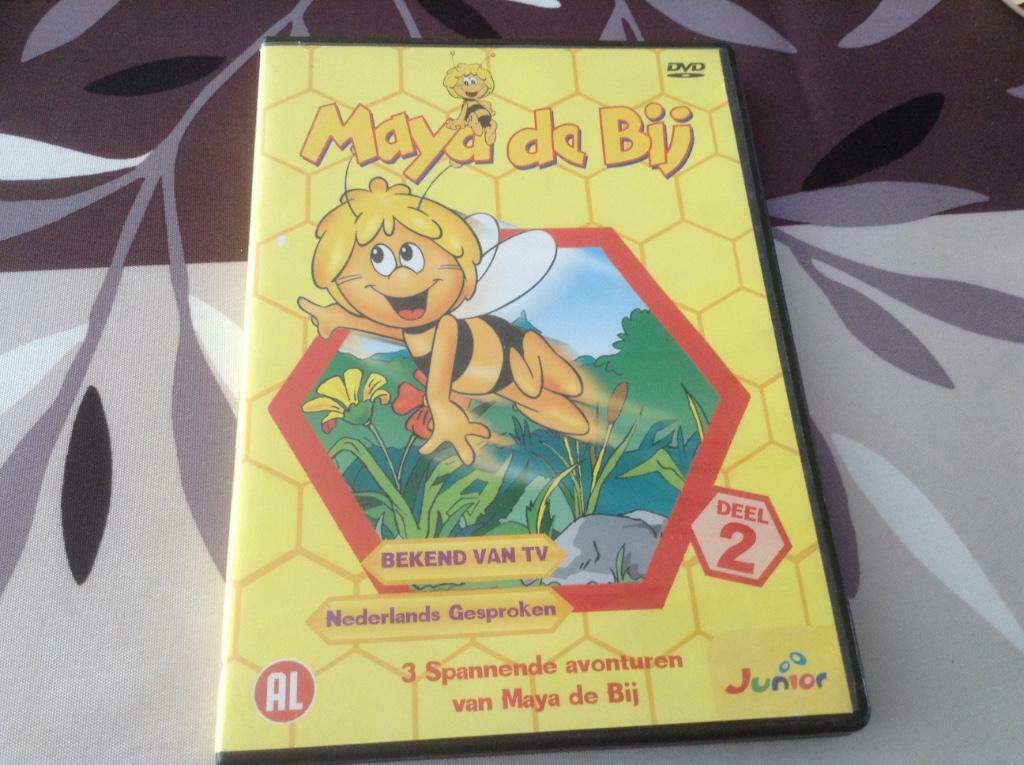 DVD
Maya de Bij
DEEL
2
BEKEND VAN TV
Nederlands Gesproken
3 Spannende avonturen
van Maya de Bij
AL
Junior